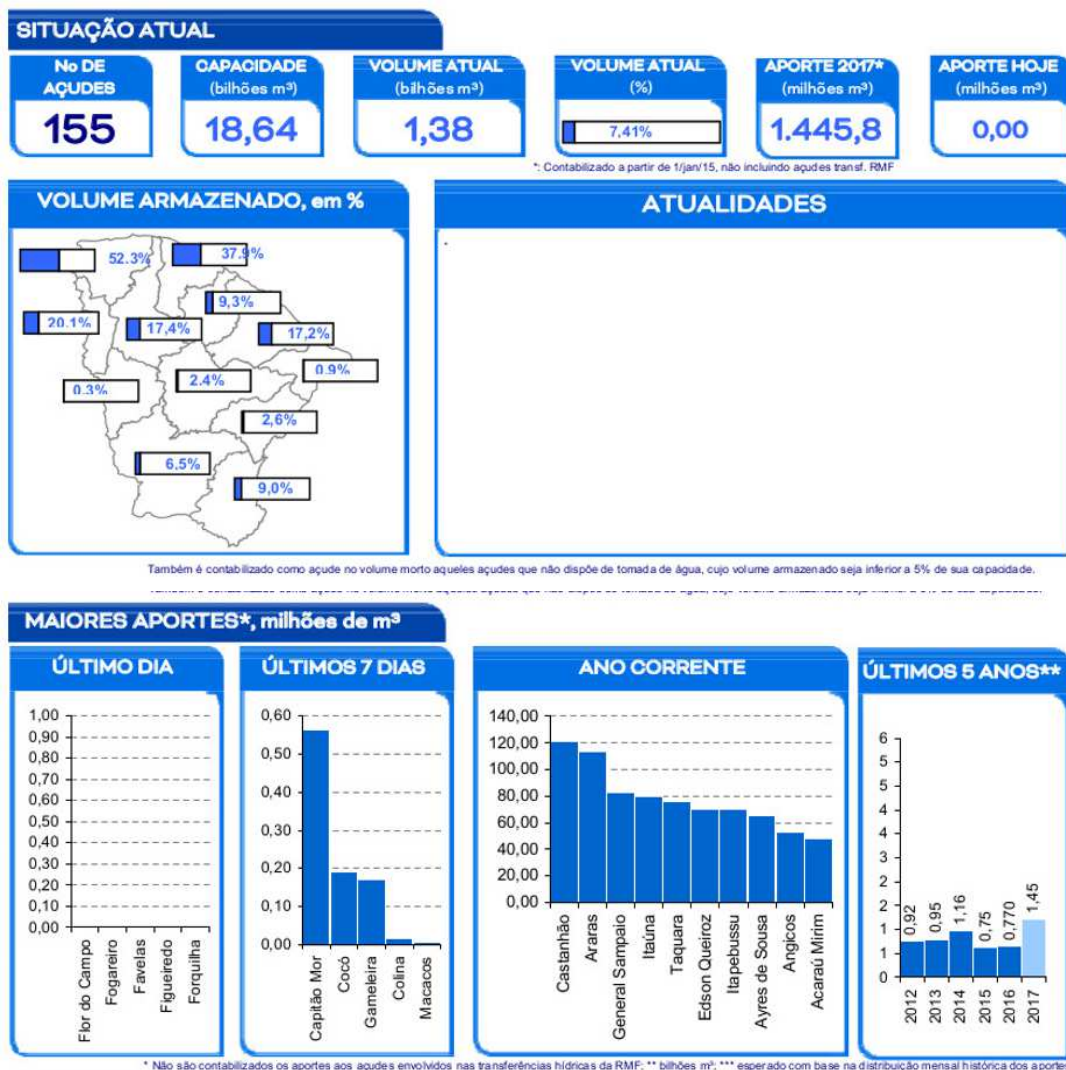 SITUAÇÃO ATUAL
No DE AÇUDES
155
CAPACIDADE
(bilhões m³)
18,64
VOLUME ATUAL
(bilhões m³)
1,38
VOLUME ATUAL
(%)
7,41%
APORTE 2017*
(milhões m³)
1.445,8
APORTE HOJE
(milhões m³)
0,00
*: Contabilizado a partir de 1/jan/15, não incluindo açudes transf. RMF
VOLUME ARMAZENADO, em %
52.3%
37.9%
9,3%
20.1%
17,4%
17,2%
0.9%
0.3%
2.4%
2,6%
6.5%
9,0%
ATUALIDADES
.
Também é contabilizado como açude no volume morto aqueles açudes que não dispõe de tomada de água, cujo volume armazenado seja inferior a 5% de sua capacidade.
MAIORES APORTES*, milhões de m³
ÚLTIMO DIA
1,00
0,90
0,80
0,70
0,60
0,50
0,40
0,30
0,20
0,10
0,00
Flor do Campo
Fogareiro
Favelas
Figueiredo
Forquilha
ÚLTIMOS 7 DIAS
0,60
0,50
0,40
0,30
0,20
0,10
0,00
Capitão Mor
Cocó
Gameleira
Colina
Macacos
ANO CORRENTE
140,00
120,00
100,00
80,00
60,00
40,00
20,00
0,00
Castanhão
Araras
General Sampaio
Itaúna
Taquara
Edson Queiroz
Itapebussu
Ayres de Sousa
Angicos
Acaraú Mirim
ÚLTIMOS 5 ANOS**
6
5
5
4
4
3
2
2
1
1
0
0,92
0,95
1,16
0,75
0,770
1,45
2012
2013
2014
2015
2016
2017
* Não são contabilizados os aportes aos açudes envolvidos nas transferências hídricas da RMF; ** bilhões m³; *** esperado com base na distribuição mensal histórica dos aporte